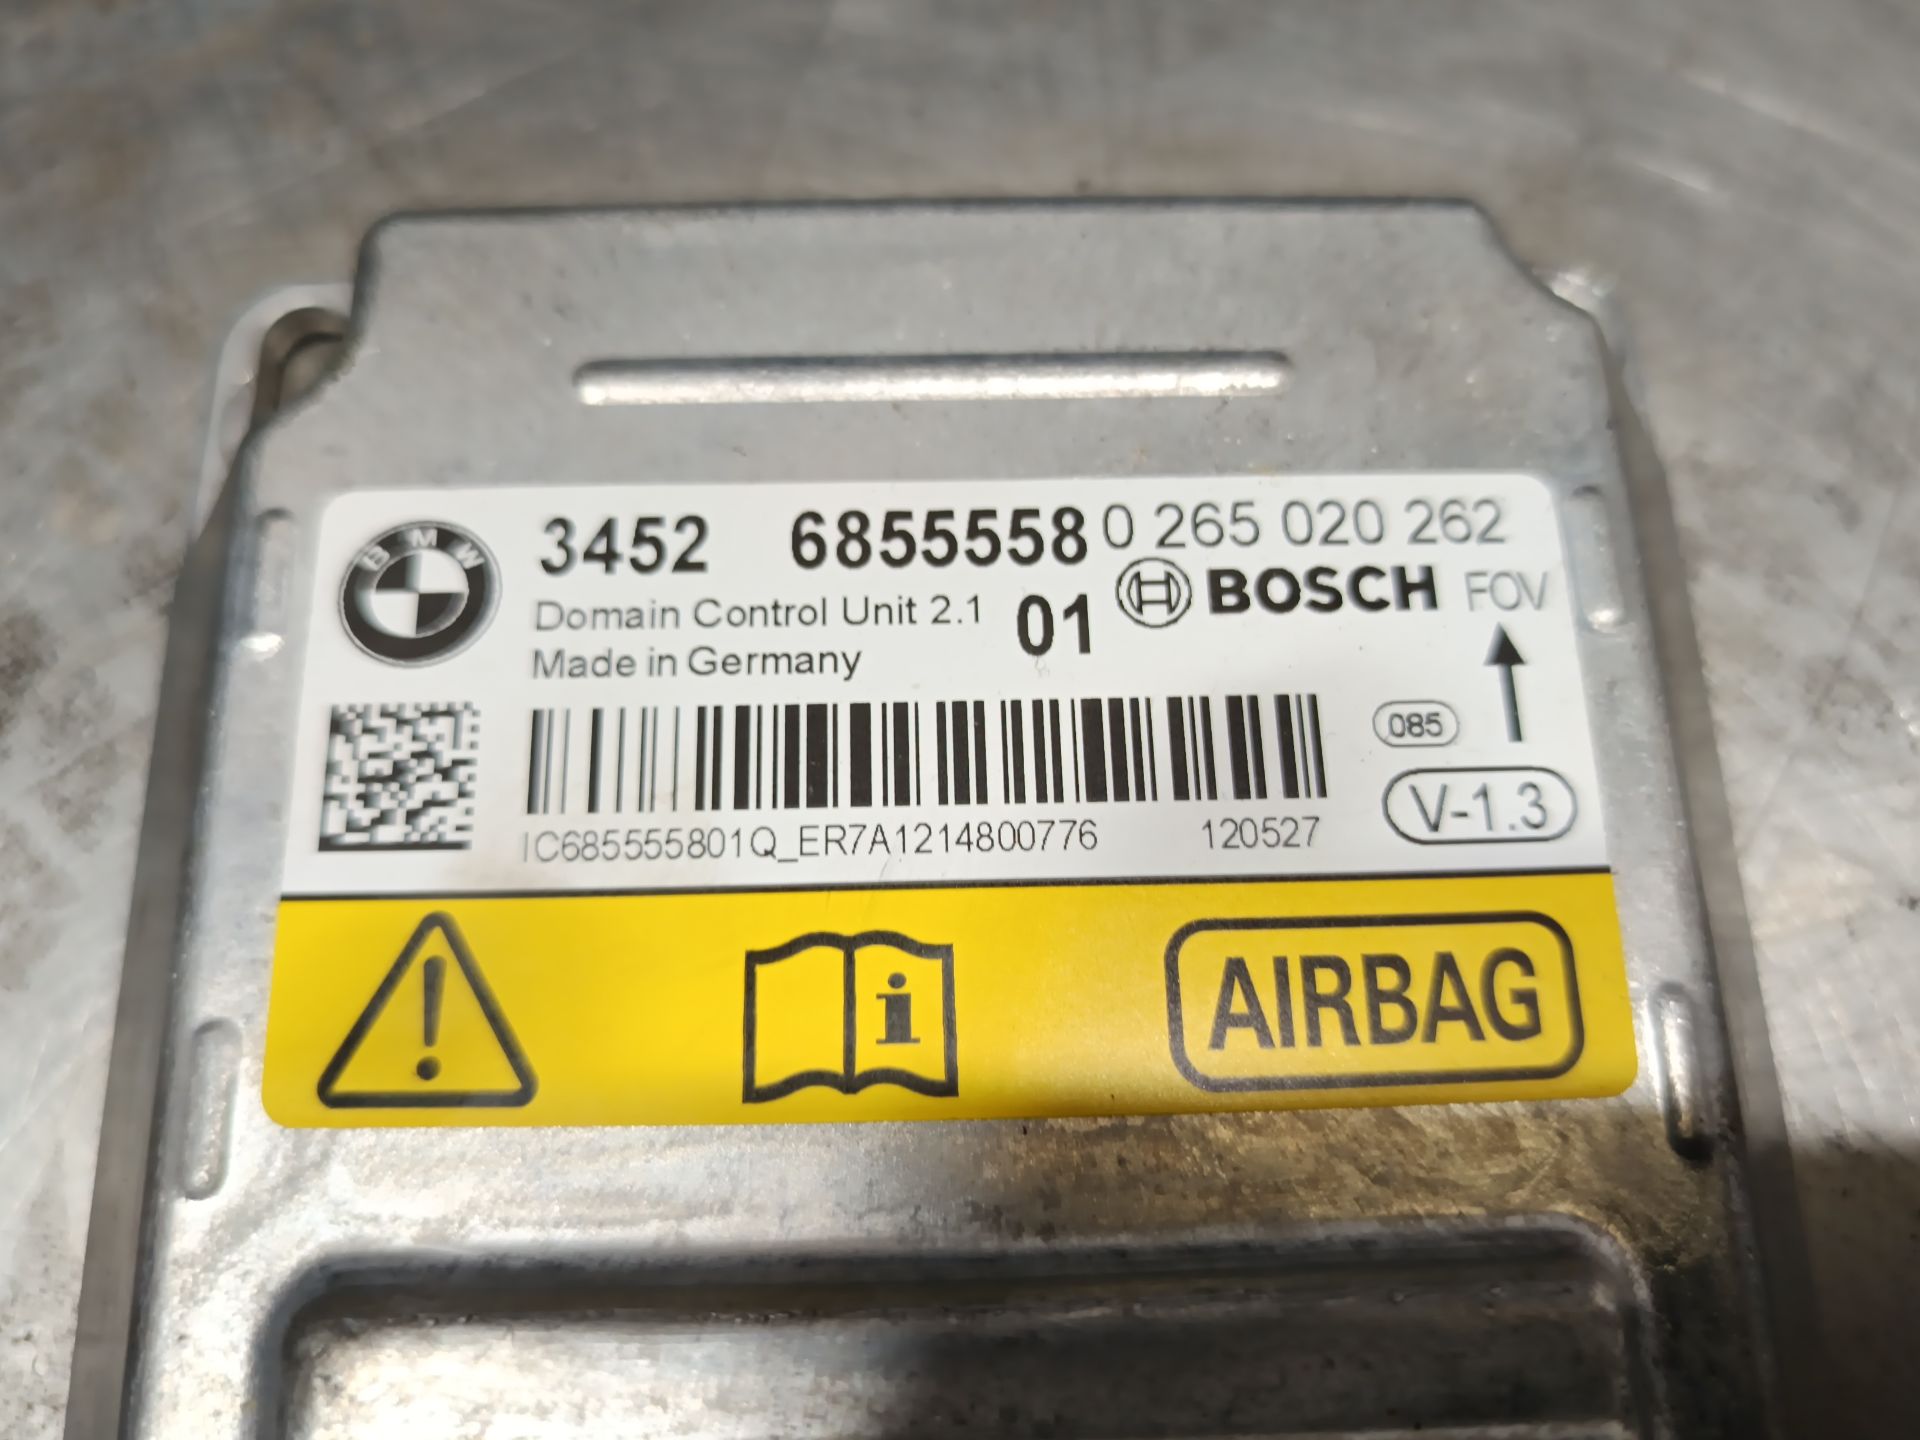 BMW
3452 6855558 0 265 020 262
Domain Control Unit 2.1 01 BOSCH FOV
Made in Germany
085
V-1.3
IC685555801Q_ER7A1214800776 120527
AIRBAG